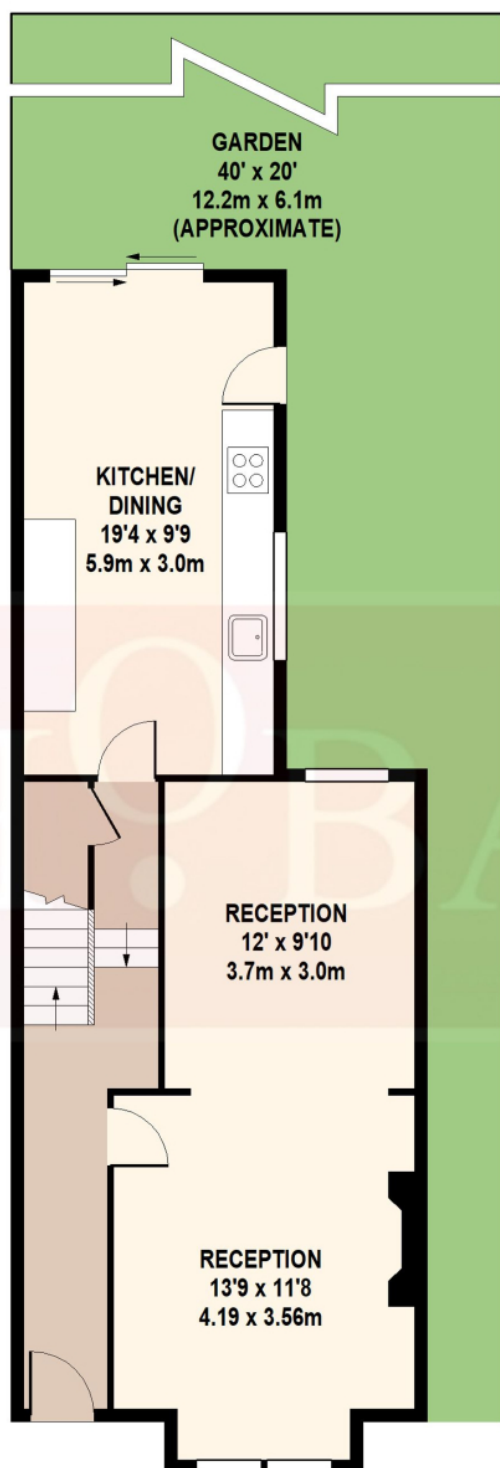 GARDEN
40' x 20'
12.2m x 6.1m
(APPROXIMATE)
KITCHEN/
DINING
19'4 x 9'9
5.9m x 3.0m
RECEPTION
12' x 9'10
3.7m x 3.0m
RECEPTION
13'9 x 11'8
4.19 x 3.56m